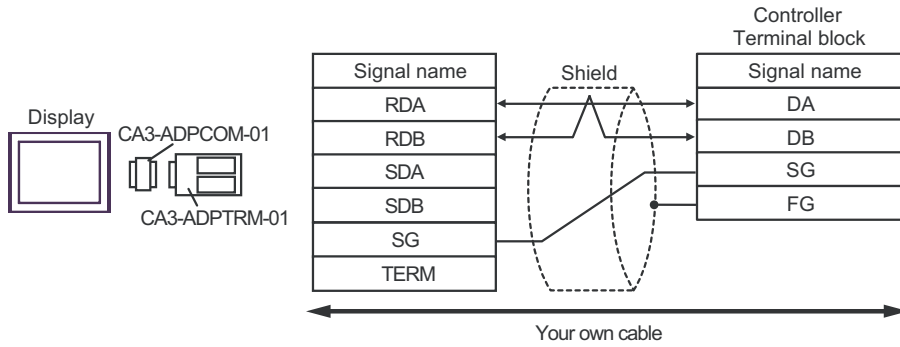 Display
CA3-ADPCOM-01
CA3-ADPTRM-01
Signal name
RDA
RDB
SDA
SDB
SG
TERM
Shield
Controller
Terminal block
Signal name
DA
DB
SG
FG
Your own cable